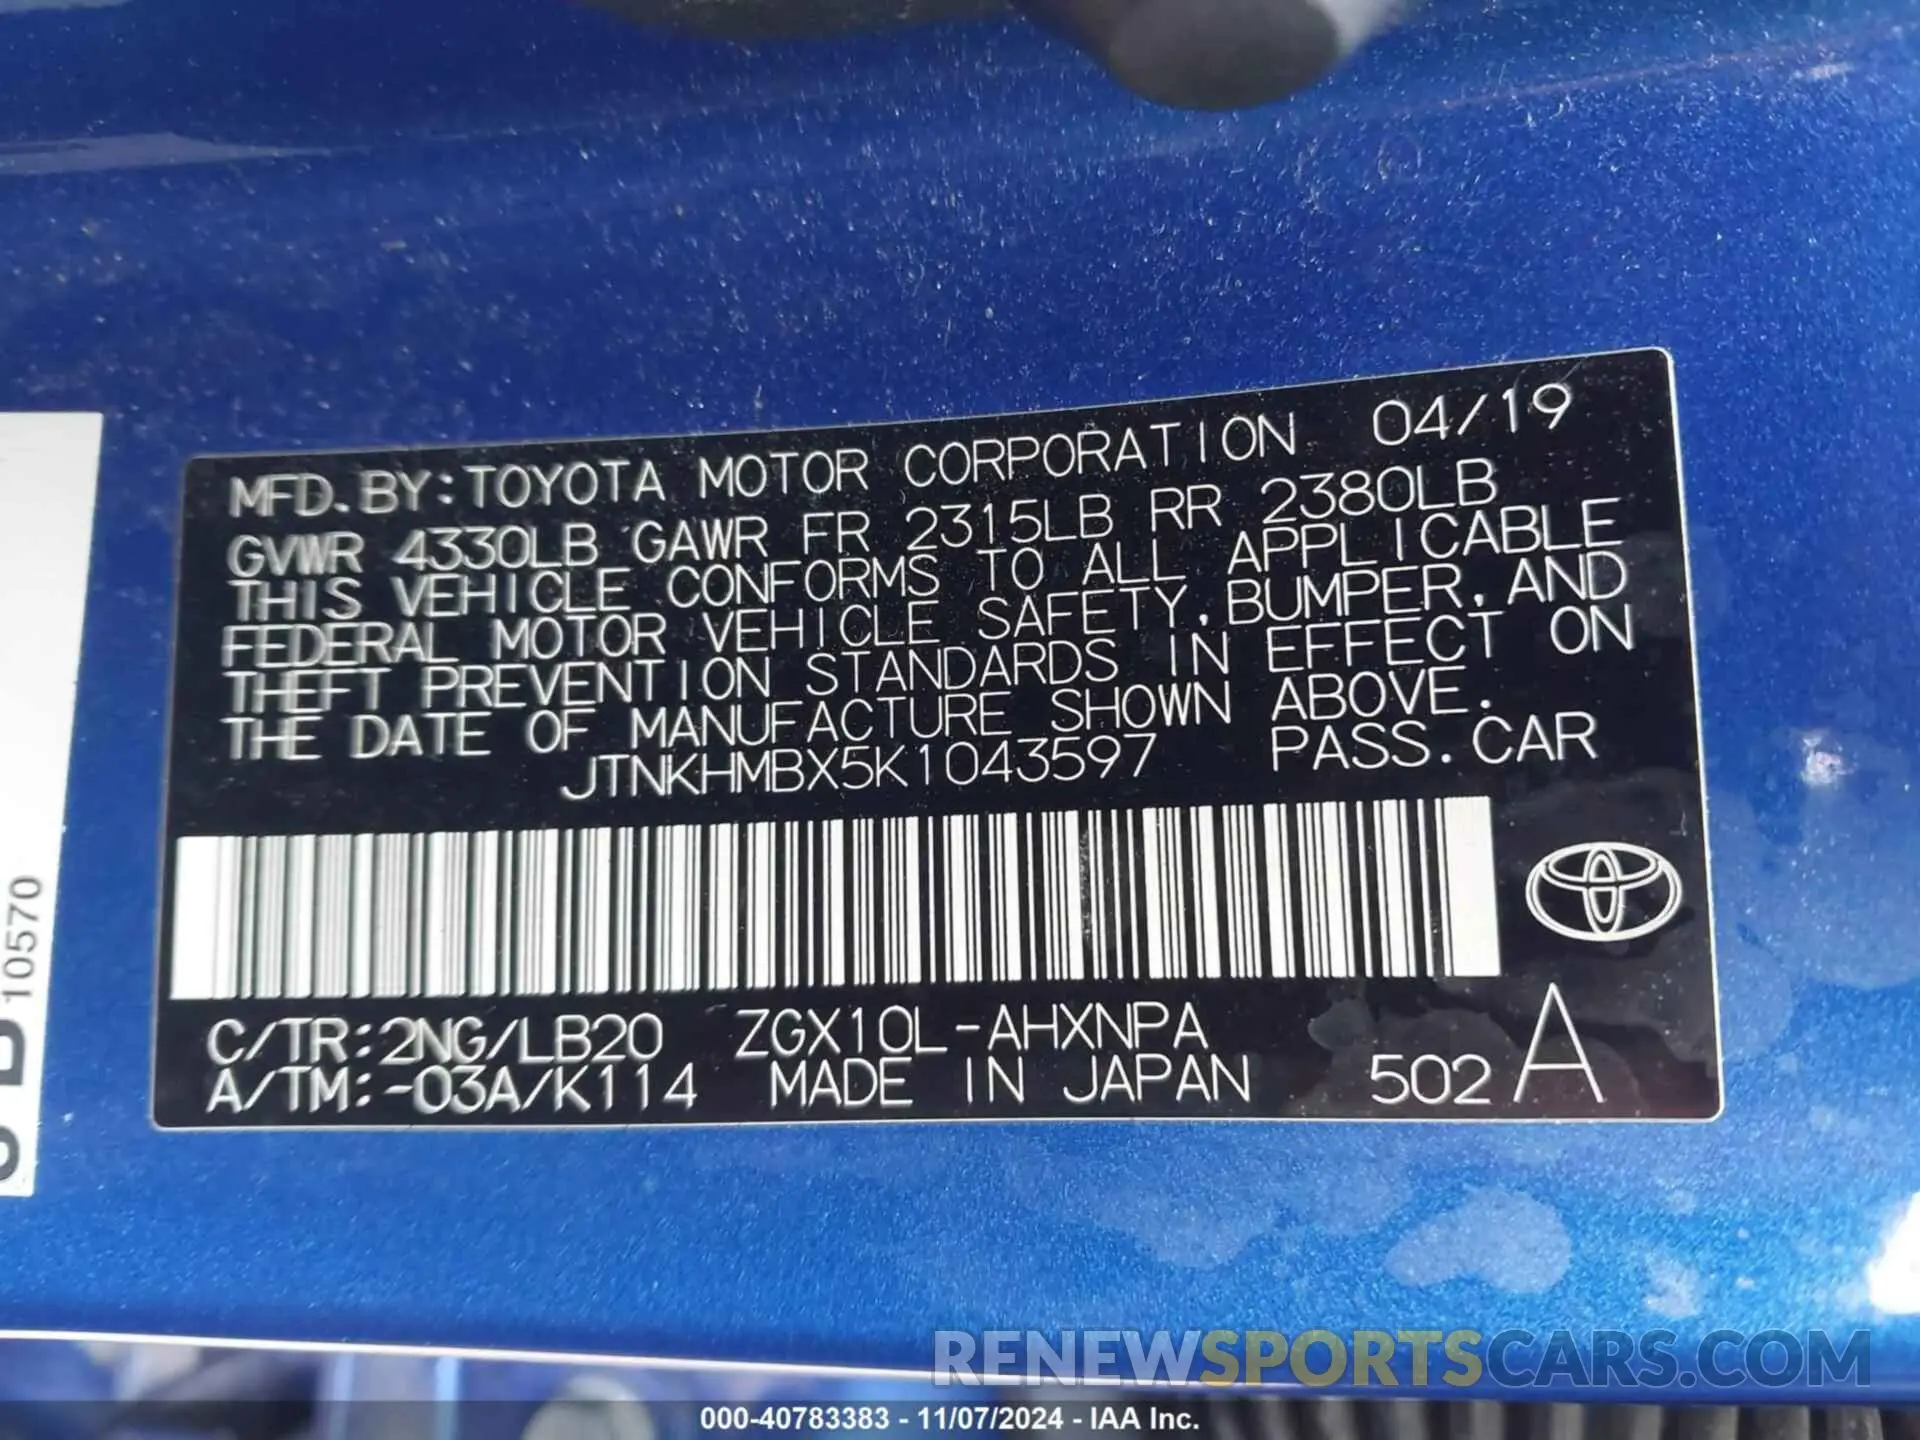 MFD. BY: TOYOTA MOTOR CORPORATION 04/19
GVWR 4330LB GAWR FR 2315LB RR 2380LB
THIS VEHICLE CONFORMS TO ALL APPLICABLE
FEDERAL MOTOR VEHICLE SAFETY, BUMPER, AND
THEFT PREVENTION STANDARDS IN EFFECT ON
THE DATE OF MANUFACTURE SHOWN ABOVE.
JTNKHMBX5K1043597 PASS. CAR
C/TR: 2NG/LB20 ZGX10L-AHXNPA
A/TM: -03A/K114 MADE IN JAPAN 502 A
10570
RENEWSPORTSCARS.COM
000-40783383 - 11/07/2024 - IAA Inc.